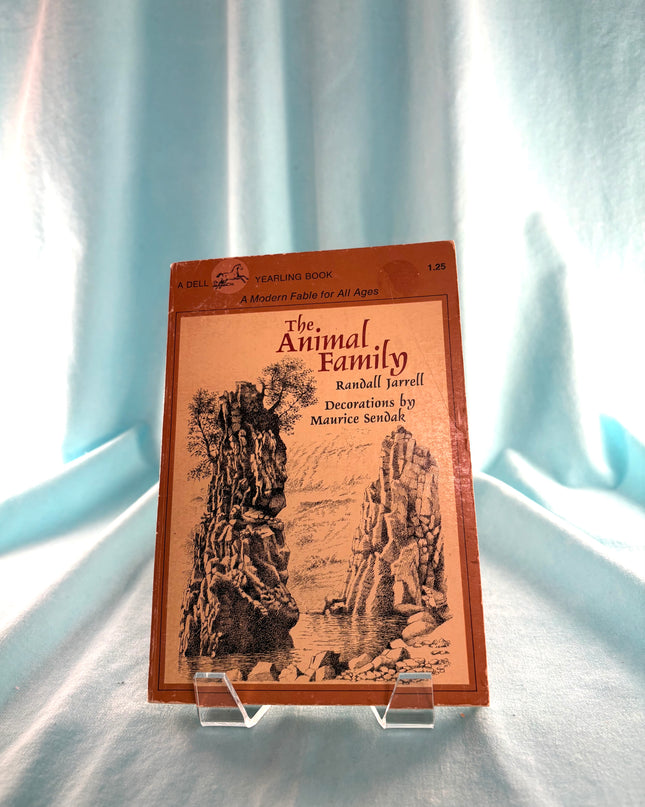 A DELL YEARLING BOOK 1.25
A Modern Fable for All Ages
The
Animal
Family
Randall Jarrell
Decorations by
Maurice Sendak